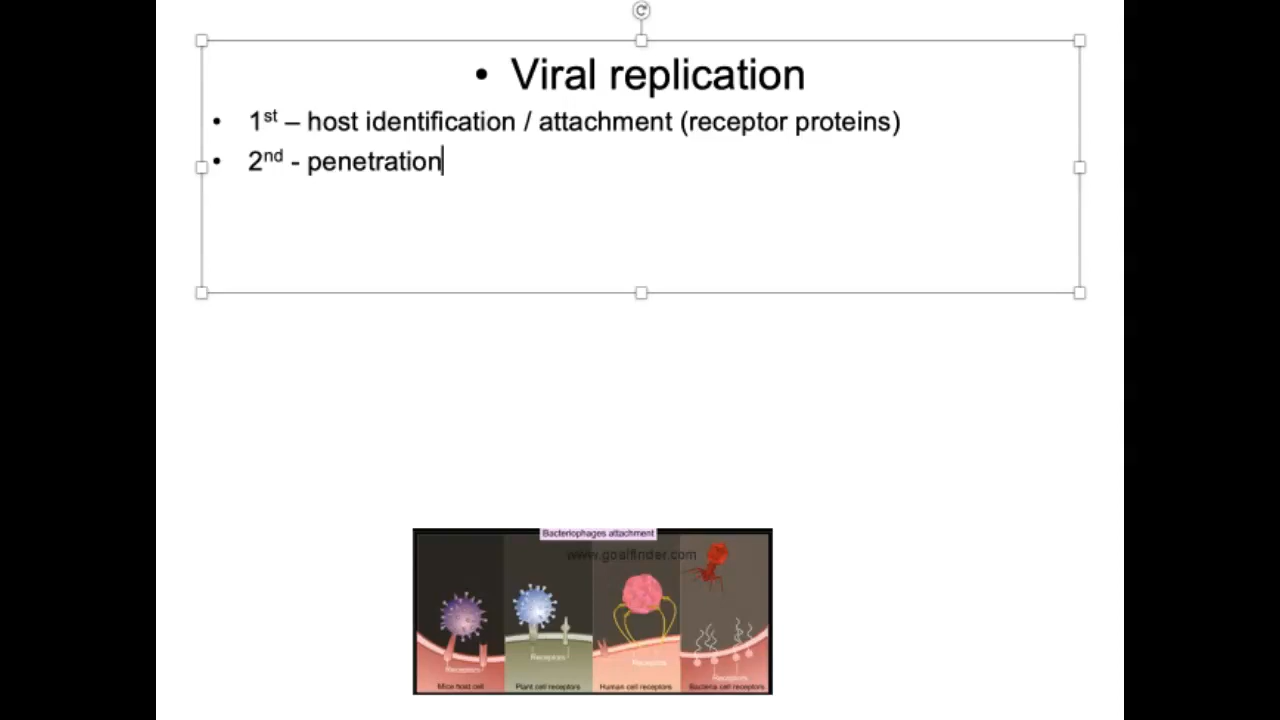 • Viral replication
• 1st – host identification / attachment (receptor proteins)
• 2nd - penetration
Bacteriophages attachment
www.goalfinder.com
Receptors
Receptors
Receptors
Receptors
Mice host cell
Plant cell receptors
Human cell receptors
Bacteria cell receptors